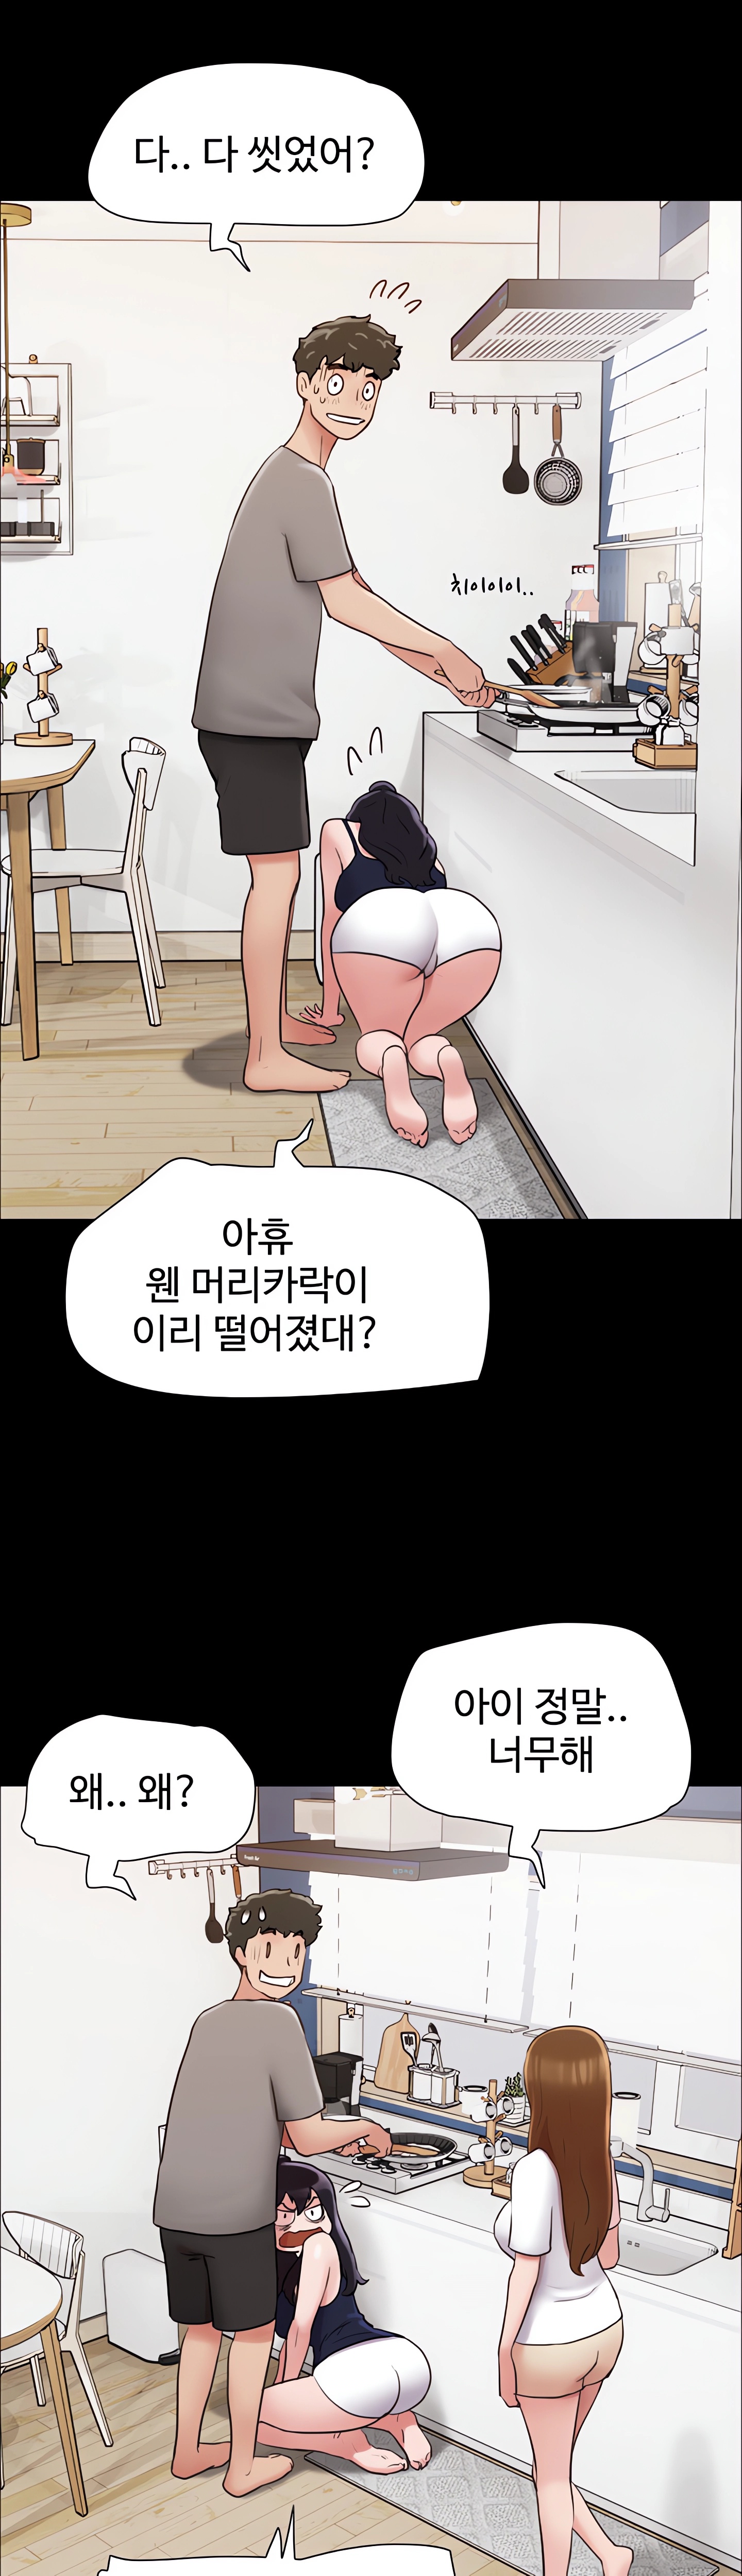 다.. 다 씻었어?
치이이이..
아휴
웬 머리카락이
이리 떨어졌대?
아이 정말..
너무해
왜.. 왜?